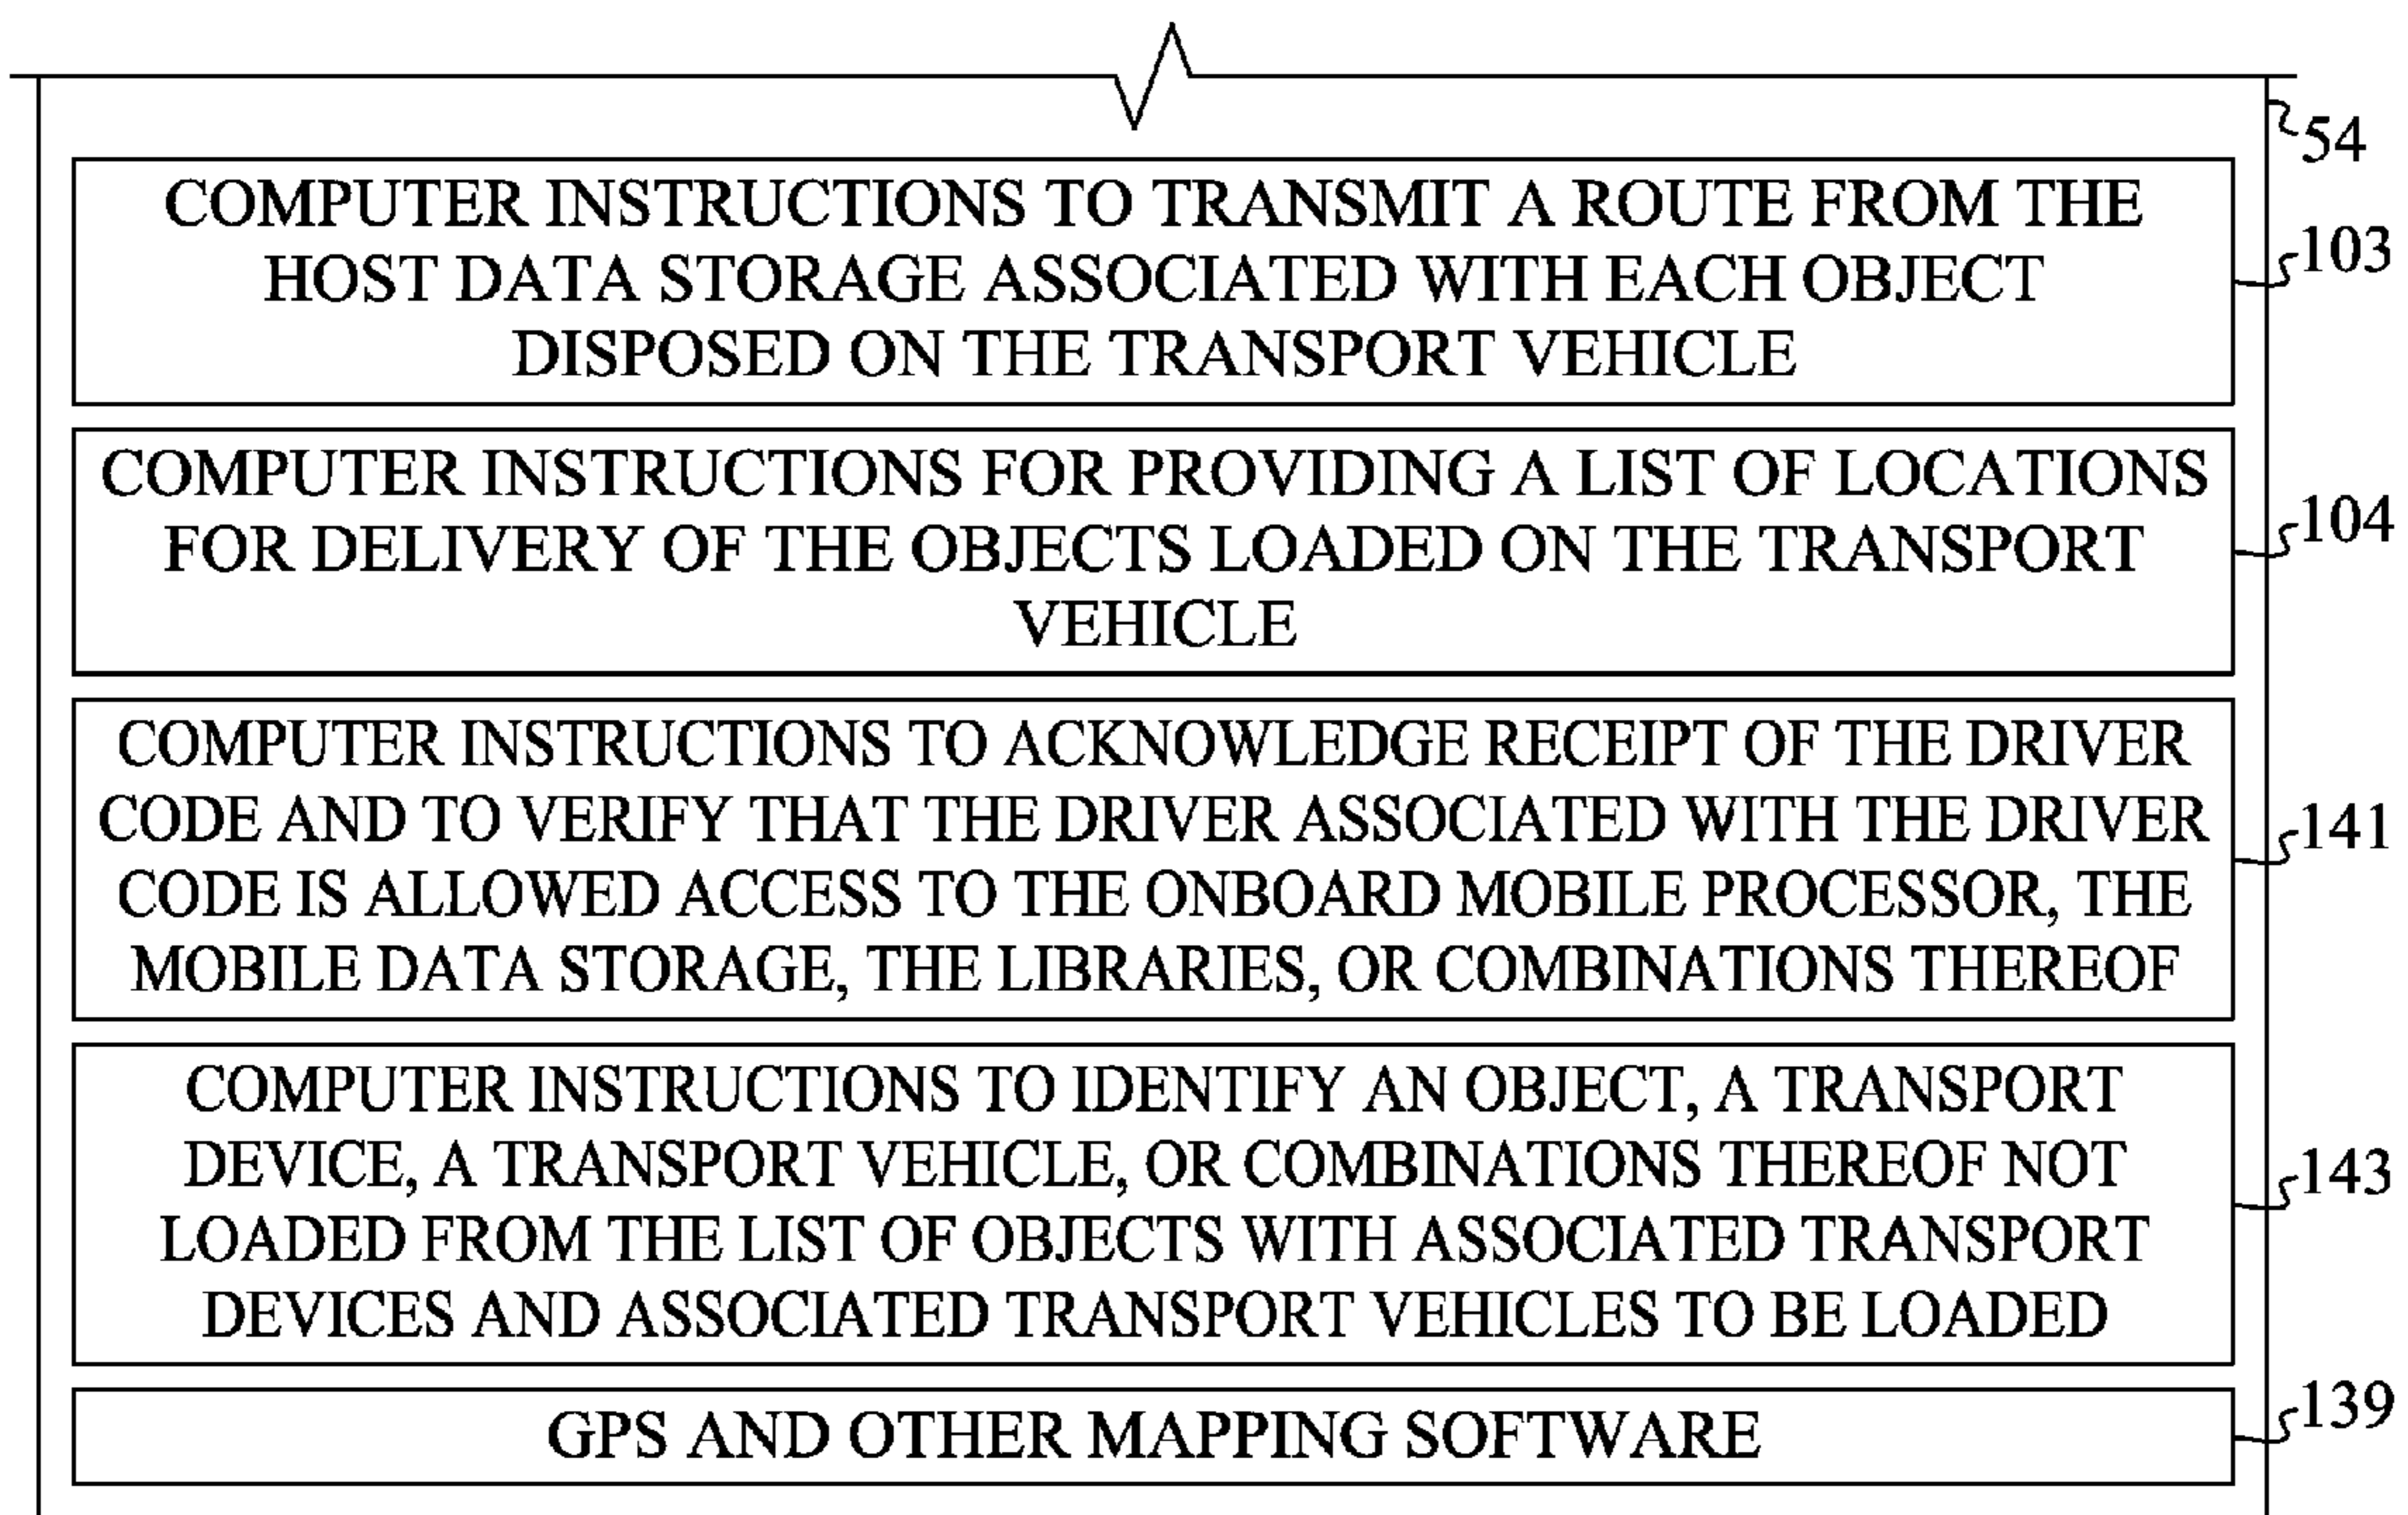 54
COMPUTER INSTRUCTIONS TO TRANSMIT A ROUTE FROM THE
HOST DATA STORAGE ASSOCIATED WITH EACH OBJECT
DISPOSED ON THE TRANSPORT VEHICLE
103
COMPUTER INSTRUCTIONS FOR PROVIDING A LIST OF LOCATIONS
FOR DELIVERY OF THE OBJECTS LOADED ON THE TRANSPORT
VEHICLE
104
COMPUTER INSTRUCTIONS TO ACKNOWLEDGE RECEIPT OF THE DRIVER
CODE AND TO VERIFY THAT THE DRIVER ASSOCIATED WITH THE DRIVER
CODE IS ALLOWED ACCESS TO THE ONBOARD MOBILE PROCESSOR, THE
MOBILE DATA STORAGE, THE LIBRARIES, OR COMBINATIONS THEREOF
141
COMPUTER INSTRUCTIONS TO IDENTIFY AN OBJECT, A TRANSPORT
DEVICE, A TRANSPORT VEHICLE, OR COMBINATIONS THEREOF NOT
LOADED FROM THE LIST OF OBJECTS WITH ASSOCIATED TRANSPORT
DEVICES AND ASSOCIATED TRANSPORT VEHICLES TO BE LOADED
143
GPS AND OTHER MAPPING SOFTWARE
139